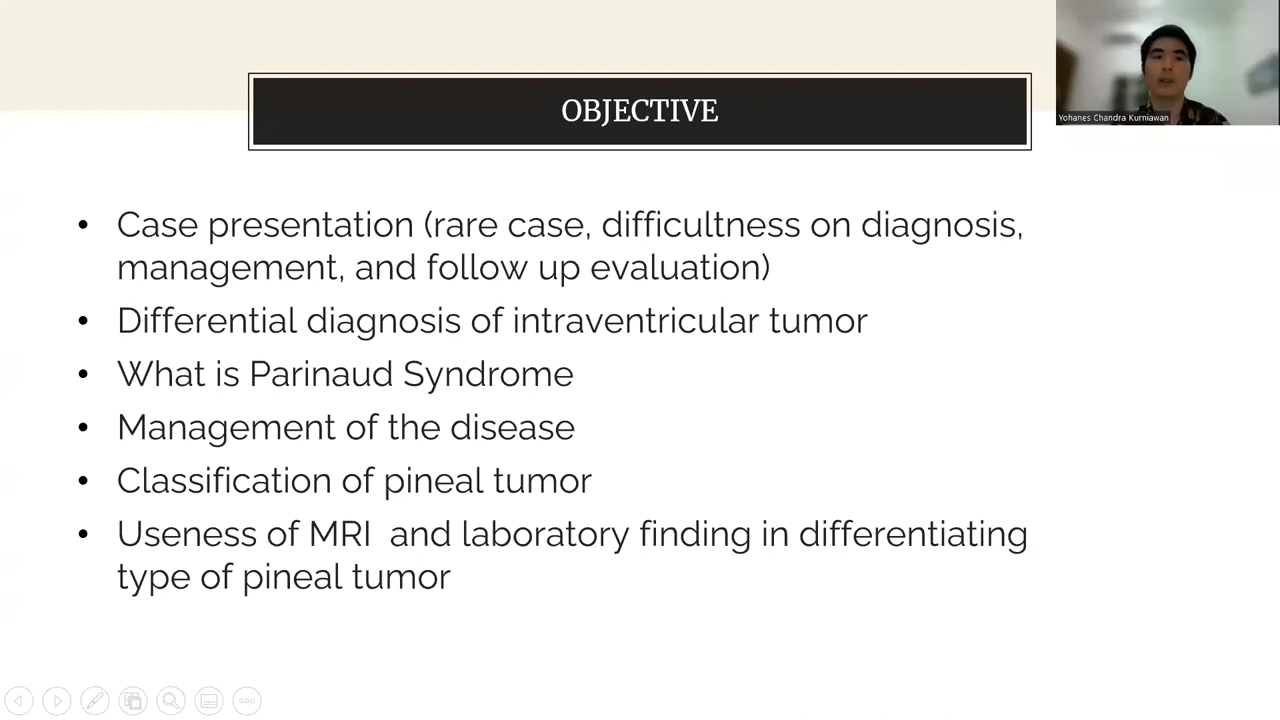 OBJECTIVE
Yohanes Chandra Kurniawan
• Case presentation (rare case, difficultness on diagnosis,
management, and follow up evaluation)
• Differential diagnosis of intraventricular tumor
• What is Parinaud Syndrome
• Management of the disease
• Classification of pineal tumor
• Useness of MRI  and laboratory finding in differentiating
type of pineal tumor